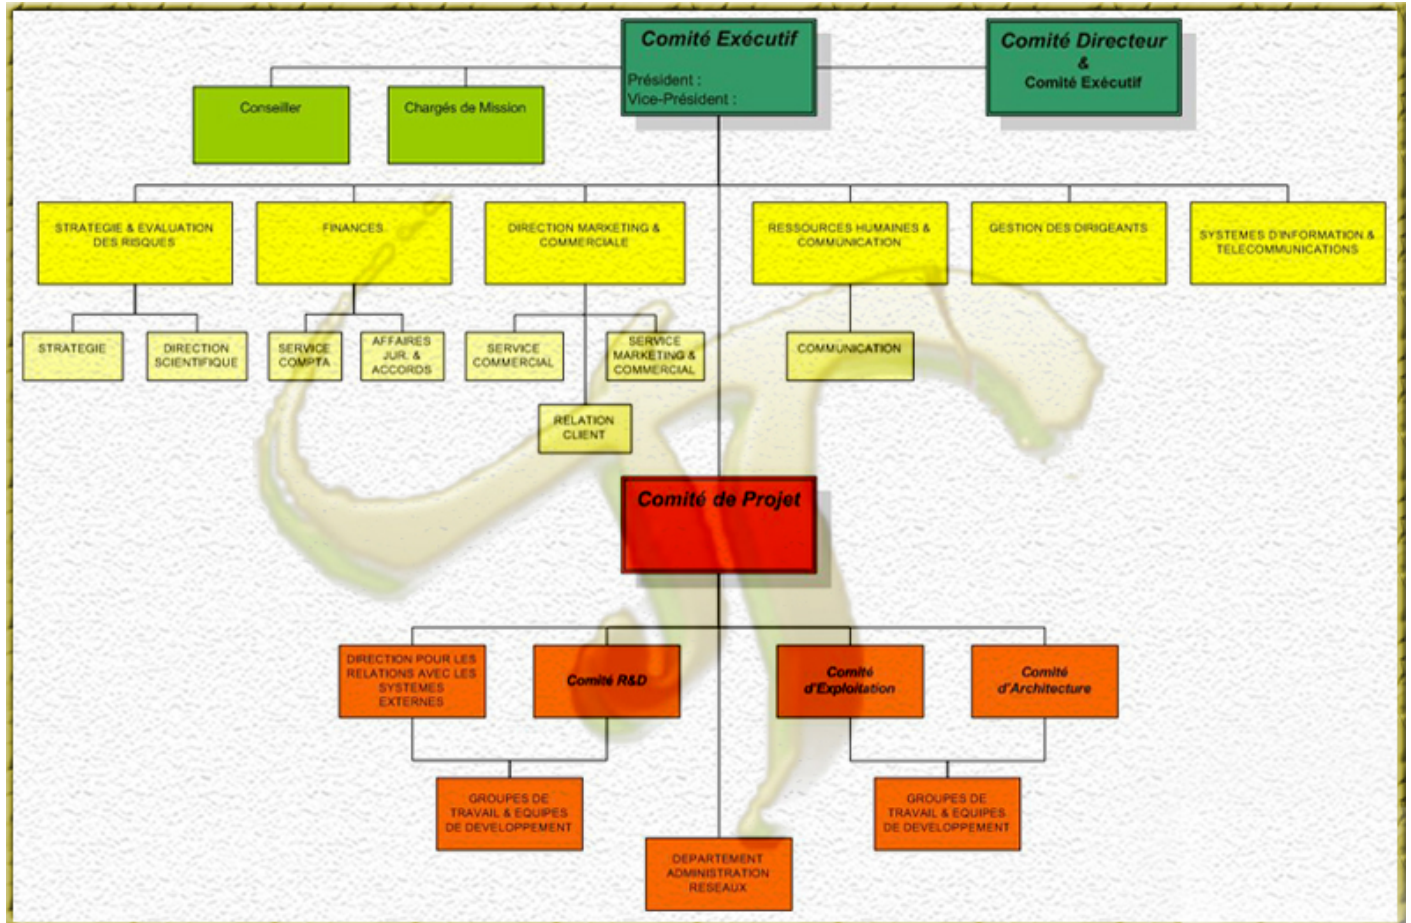 Comité Exécutif
Président :
Vice-Président :
Comité Directeur
&
Comité Exécutif
Conseiller
Chargés de Mission
STRATEGIE & EVALUATION
DES RISQUES
FINANCES
DIRECTION MARKETING &
COMMERCIALE
RESSOURCES HUMAINES &
COMMUNICATION
GESTION DES DIRIGEANTS
SYSTEMES D'INFORMATION &
TELECOMMUNICATIONS
STRATEGIE
DIRECTION
SCIENTIFIQUE
SERVICE
COMPTA
AFFAIRES
JUR. &
ACCORDS
SERVICE
COMMERCIAL
SERVICE
MARKETING &
COMMERCIAL
COMMUNICATION
RELATION
CLIENT
Comité de Projet
DIRECTION POUR LES
RELATIONS AVEC LES
SYSTEMES
EXTERNES
Comité R&D
Comité
d'Exploitation
Comité
d'Architecture
GROUPES DE
TRAVAIL & EQUIPES
DE DEVELOPPEMENT
GROUPES DE
TRAVAIL & EQUIPES
DE DEVELOPPEMENT
DEPARTEMENT
ADMINISTRATION
RESEAUX